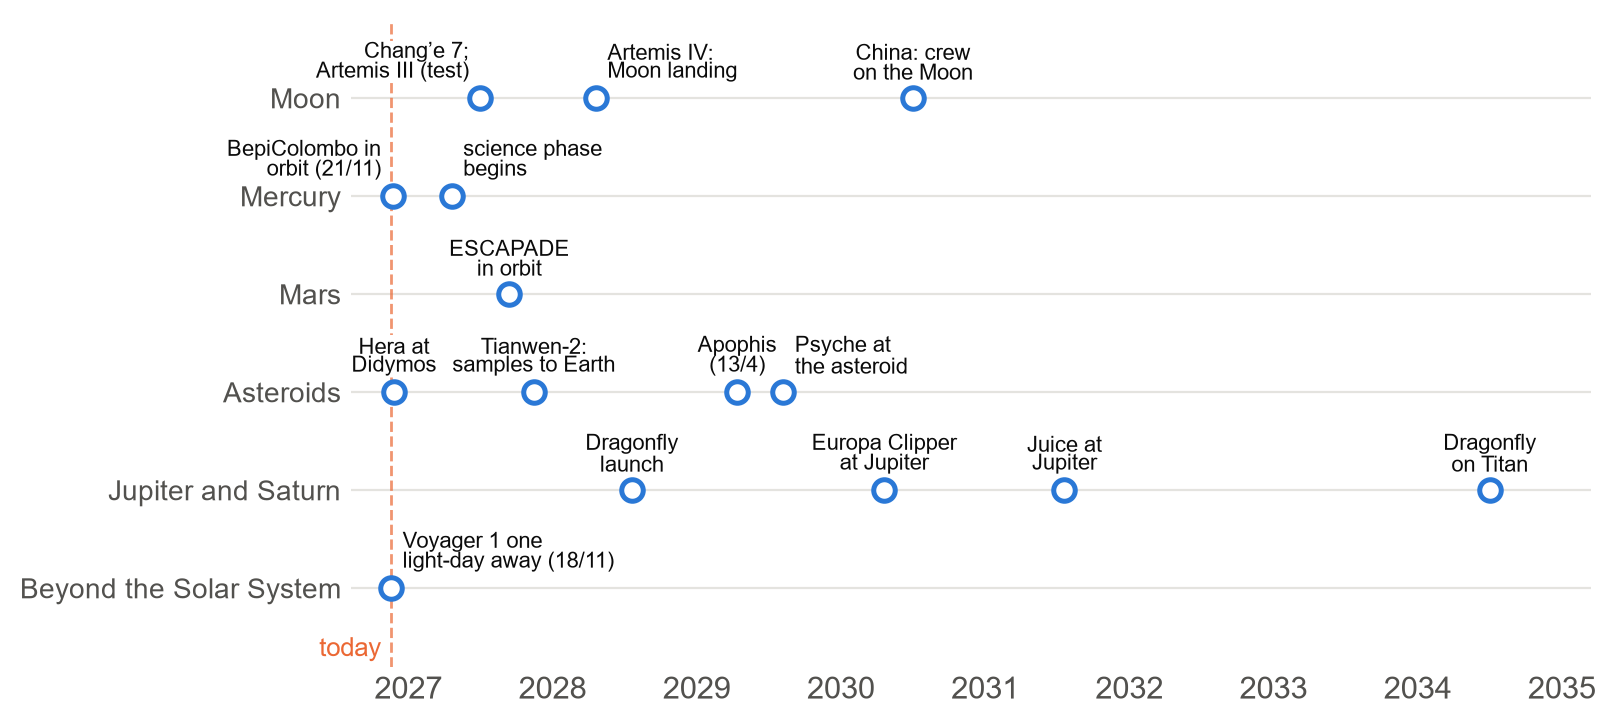 Chang’e 7;
Artemis III (test)
Artemis IV:
Moon landing
China: crew
on the Moon
Moon
BepiColombo in
orbit (21/11)
science phase
begins
Mercury
ESCAPADE
in orbit
Mars
Hera at
Didymos
Tianwen-2:
samples to Earth
Apophis
(13/4)
Psyche at
the asteroid
Asteroids
Dragonfly
launch
Europa Clipper
at Jupiter
Juice at
Jupiter
Dragonfly
on Titan
Jupiter and Saturn
Voyager 1 one
light-day away (18/11)
Beyond the Solar System
today
2027 2028 2029 2030 2031 2032 2033 2034 2035